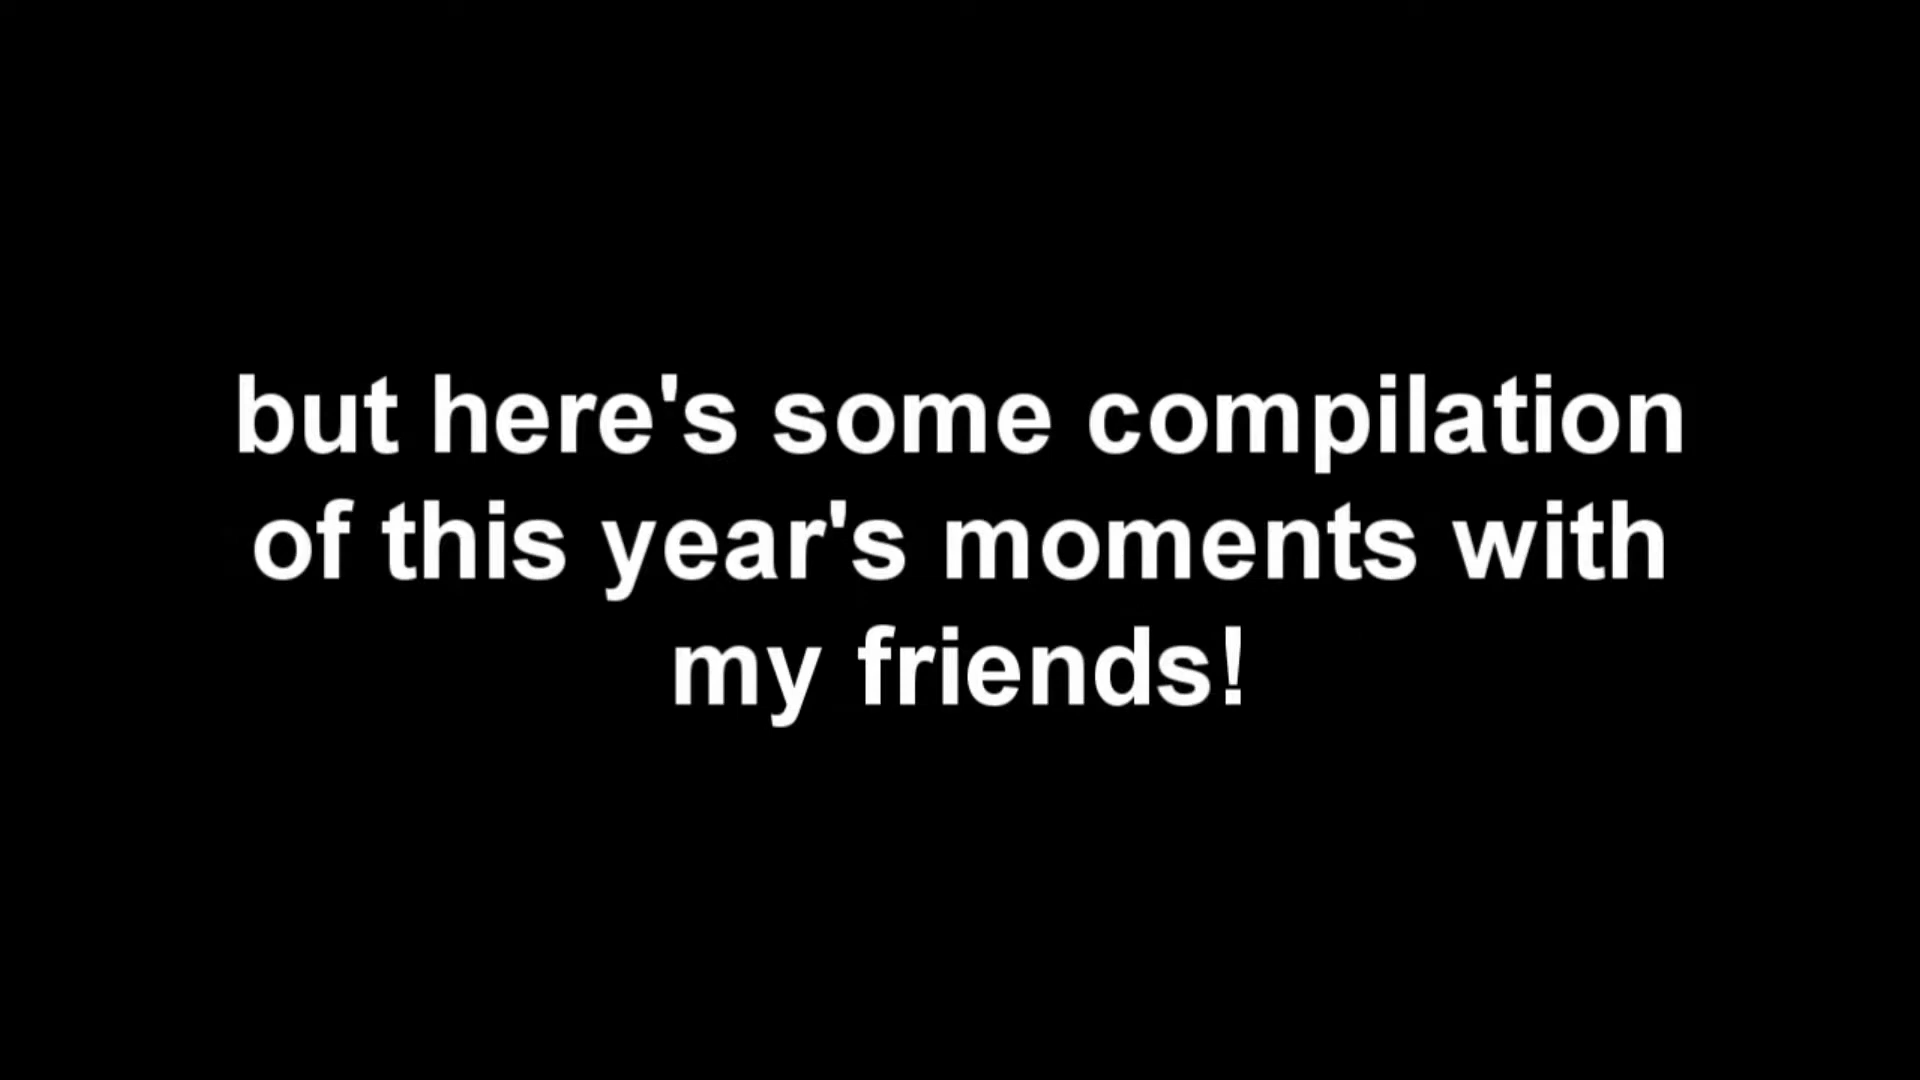 but here's some compilation
of this year's moments with
my friends!